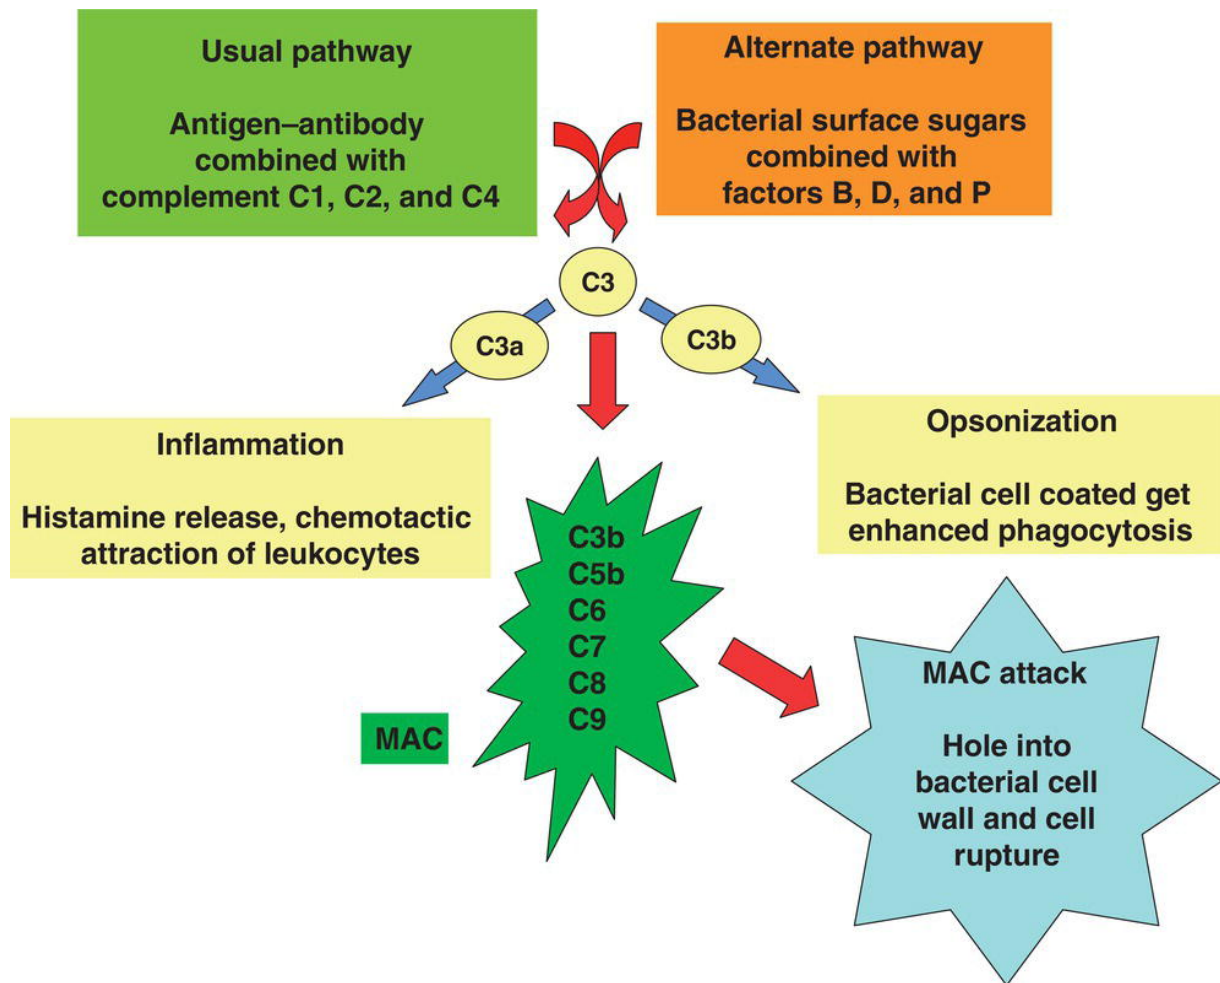 Usual pathway
Antigen–antibody
combined with
complement C1, C2, and C4
Alternate pathway
Bacterial surface sugars
combined with
factors B, D, and P
C3
C3a
C3b
Inflammation
Histamine release, chemotactic
attraction of leukocytes
Opsonization
Bacterial cell coated get
enhanced phagocytosis
C3b
C5b
C6
C7
C8
C9
MAC
MAC attack
Hole into
bacterial cell
wall and cell
rupture